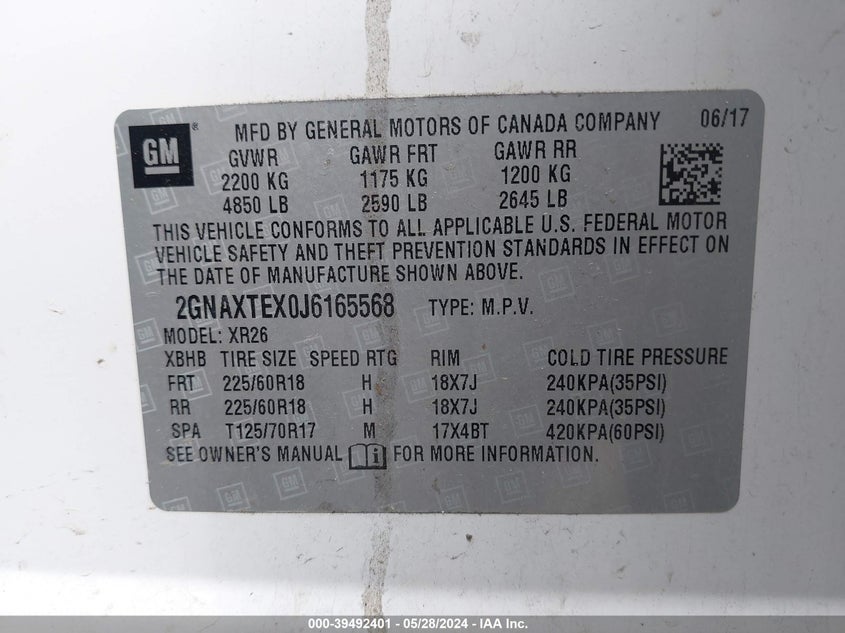 GM® MFD BY GENERAL MOTORS OF CANADA COMPANY 06/17
GVWR GAWR FRT GAWR RR
2200 KG 1175 KG 1200 KG
4850 LB 2590 LB 2645 LB
THIS VEHICLE CONFORMS TO ALL APPLICABLE U.S. FEDERAL MOTOR
VEHICLE SAFETY AND THEFT PREVENTION STANDARDS IN EFFECT ON
THE DATE OF MANUFACTURE SHOWN ABOVE.
2GNAXTEX0J6165568 TYPE: M.P.V.
MODEL: XR26
XBHB TIRE SIZE SPEED RTG RIM COLD TIRE PRESSURE
FRT 225/60R18 H 18X7J 240KPA(35PSI)
RR 225/60R18 H 18X7J 240KPA(35PSI)
SPA T125/70R17 M 17X4BT 420KPA(60PSI)
SEE OWNER'S MANUAL FOR MORE INFORMATION.
000-39492401 - 05/28/2024 - IAA Inc.